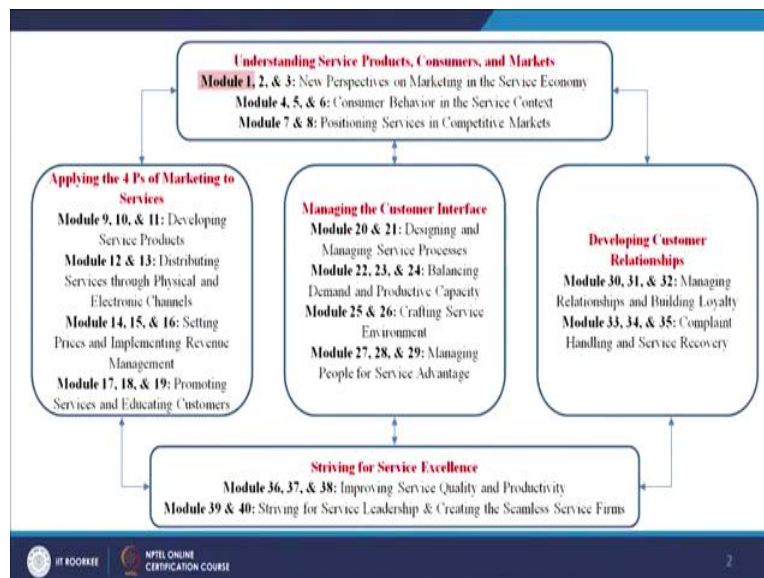 Understanding Service Products, Consumers, and Markets
Module 1, 2, & 3: New Perspectives on Marketing in the Service Economy
Module 4, 5, & 6: Consumer Behavior in the Service Context
Module 7 & 8: Positioning Services in Competitive Markets
Applying the 4 Ps of Marketing to
Services
Module 9, 10, & 11: Developing
Service Products
Module 12 & 13: Distributing
Services through Physical and
Electronic Channels
Module 14, 15, & 16: Setting
Prices and Implementing Revenue
Management
Module 17, 18, & 19: Promoting
Services and Educating Customers
Managing the Customer Interface
Module 20 & 21: Designing and
Managing Service Processes
Module 22, 23, & 24: Balancing
Demand and Productive Capacity
Module 25 & 26: Crafting Service
Environment
Module 27, 28, & 29: Managing
People for Service Advantage
Developing Customer
Relationships
Module 30, 31, & 32: Managing
Relationships and Building Loyalty
Module 33, 34, & 35: Complaint
Handling and Service Recovery
Striving for Service Excellence
Module 36, 37, & 38: Improving Service Quality and Productivity
Module 39 & 40: Striving for Service Leadership & Creating the Seamless Service Firms
IIT ROORKEE
NPTEL ONLINE
CERTIFICATION COURSE
2